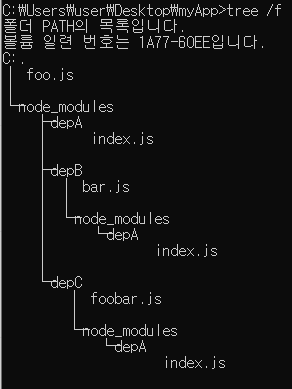 C:₩Users₩user₩Desktop₩myApp>tree /f
폴더 PATH의 목록입니다.
볼륨 일련 번호는 1A77-60EE입니다.
C:.
│  foo.js
│
└─node_modules
    ├─depA
    │      index.js
    │
    ├─depB
    │  │  bar.js
    │  │
    │  └─node_modules
    │      └─depA
    │              index.js
    │
    └─depC
        │  foobar.js
        │
        └─node_modules
            └─depA
                    index.js